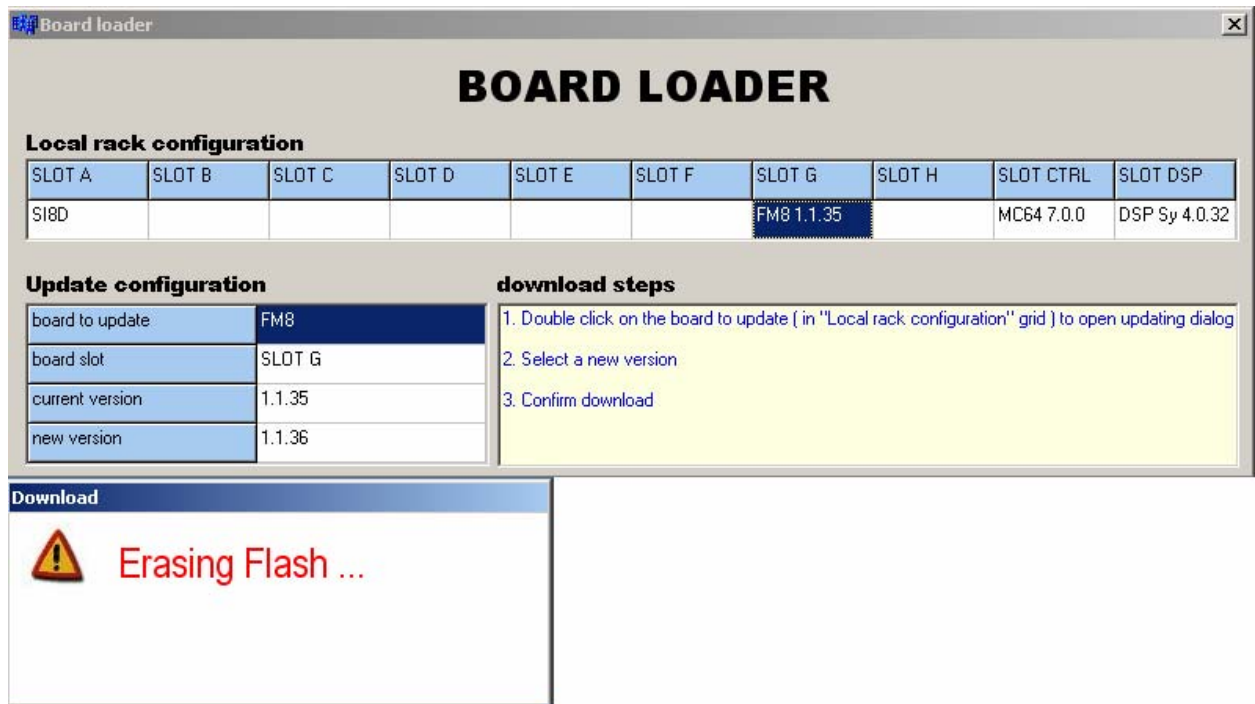 Board loader
BOARD LOADER
Local rack configuration
SLOT A SLOT B SLOT C SLOT D SLOT E SLOT F SLOT G SLOT H SLOT CTRL SLOT DSP
SI8D FM8 1.1.35 MC64 7.0.0 DSP Sy 4.0.32
Update configuration
board to update FM8
board slot SLOT G
current version 1.1.35
new version 1.1.36
download steps
1. Double click on the board to update ( in "Local rack configuration" grid ) to open updating dialog
2. Select a new version
3. Confirm download
Download
Erasing Flash ...